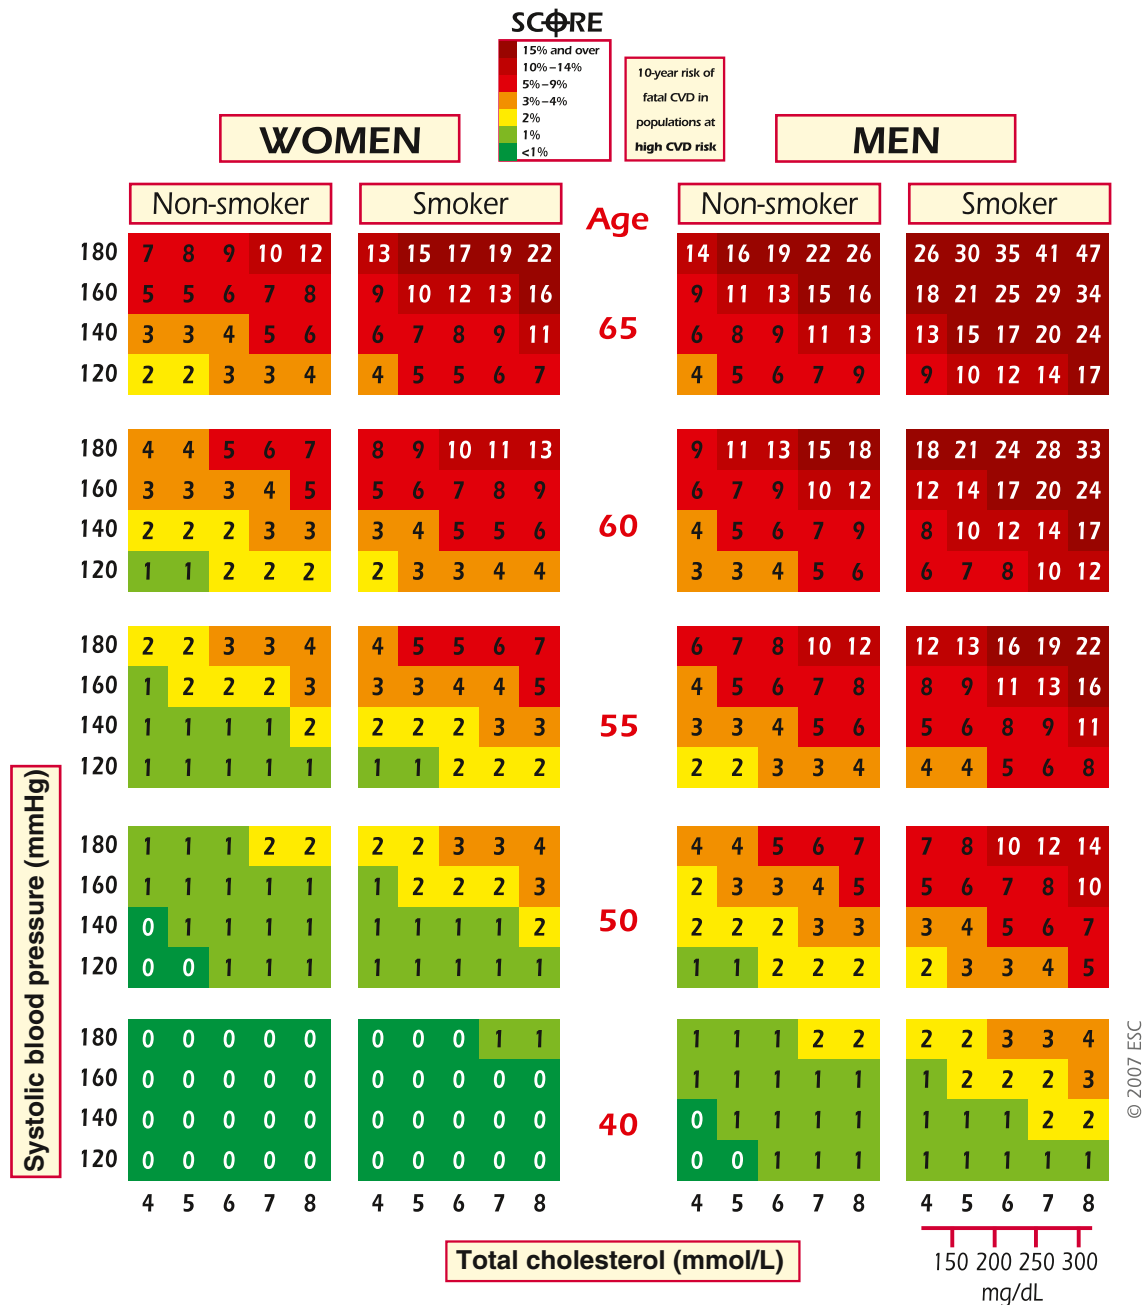 SCORE
15% and over
10%–14%
5%–9%
3%–4%
2%
1%
<1%
10-year risk of
fatal CVD in
populations at
high CVD risk
WOMEN
MEN
Non-smoker Smoker Age Non-smoker Smoker
180 7 8 9 10 12 13 15 17 19 22 14 16 19 22 26 26 30 35 41 47
160 5 5 6 7 8 9 10 12 13 16 9 11 13 15 16 18 21 25 29 34
65
140 3 3 4 5 6 6 7 8 9 11 6 8 9 11 13 13 15 17 20 24
120 2 2 3 3 4 4 5 5 6 7 4 5 6 7 9 9 10 12 14 17
180 4 4 5 6 7 8 9 10 11 13 9 11 13 15 18 18 21 24 28 33
160 3 3 3 4 5 5 6 7 8 9 6 7 9 10 12 12 14 17 20 24
60
140 2 2 2 3 3 3 4 5 5 6 4 5 6 7 9 8 10 12 14 17
120 1 1 2 2 2 2 3 3 4 4 3 3 4 5 6 6 7 8 10 12
180 2 2 3 3 4 4 5 5 6 7 6 7 8 10 12 12 13 16 19 22
160 1 2 2 2 3 3 3 4 4 5 4 5 6 7 8 8 9 11 13 16
55
140 1 1 1 1 2 2 2 2 3 3 3 3 4 5 6 5 6 8 9 11
120 1 1 1 1 1 1 1 2 2 2 2 2 3 3 4 4 4 5 6 8
180 1 1 1 2 2 2 2 3 3 4 4 4 5 6 7 7 8 10 12 14
160 1 1 1 1 1 1 2 2 2 3 2 3 3 4 5 5 6 7 8 10
50
140 0 1 1 1 1 1 1 1 1 2 2 2 2 3 3 3 4 5 6 7
120 0 0 1 1 1 1 1 1 1 1 1 1 2 2 2 2 3 3 4 5
180 0 0 0 0 0 0 0 0 1 1 1 1 1 2 2 2 2 3 3 4
160 0 0 0 0 0 0 0 0 0 0 1 1 1 1 1 1 2 2 2 3
40
140 0 0 0 0 0 0 0 0 0 0 0 1 1 1 1 1 1 1 2 2
120 0 0 0 0 0 0 0 0 0 0 0 0 1 1 1 1 1 1 1 1
4 5 6 7 8 4 5 6 7 8 4 5 6 7 8 4 5 6 7 8
Systolic blood pressure (mmHg)
Total cholesterol (mmol/L)
150 200 250 300
mg/dL
© 2007 ESC